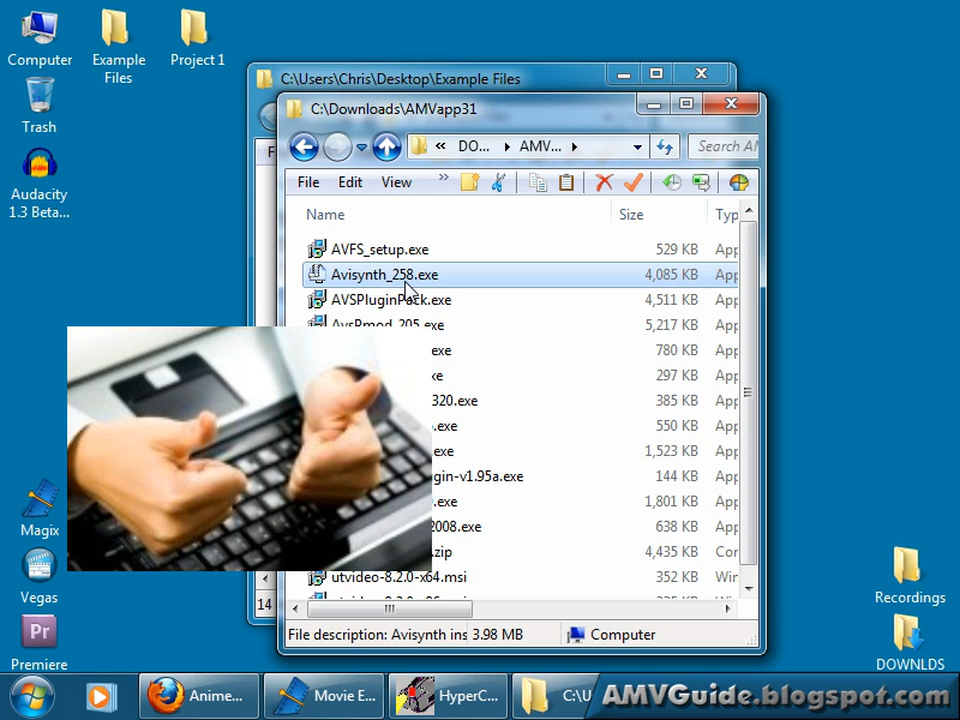 Computer
Example
Files
Project 1
Trash
Audacity
1.3 Beta...
C:\Users\Chris\Desktop\Example Files
C:\Downloads\AMVapp31
DO...
AMV...
Search AM
File
Edit
View
Name
Size
Typ
AVFS_setup.exe
529 KB
App
Avisynth_258.exe
4,085 KB
App
AVSPluginPack.exe
4,511 KB
App
AvsPmod_205.exe
5,217 KB
App
.exe
780 KB
App
xe
297 KB
App
320.exe
385 KB
App
.exe
550 KB
App
.exe
1,523 KB
App
gin-v1.95a.exe
144 KB
App
.exe
1,801 KB
App
2008.exe
638 KB
App
.zip
4,435 KB
Con
utvideo-8.2.0-x64.msi
352 KB
Win
14
File description: Avisynth ins
3.98 MB
Computer
Magix
Vegas
Pr
Premiere
Recordings
DOWNLDS
Anime...
Movie E...
HyperC...
C:\U
AMVGuide.blogspot.com